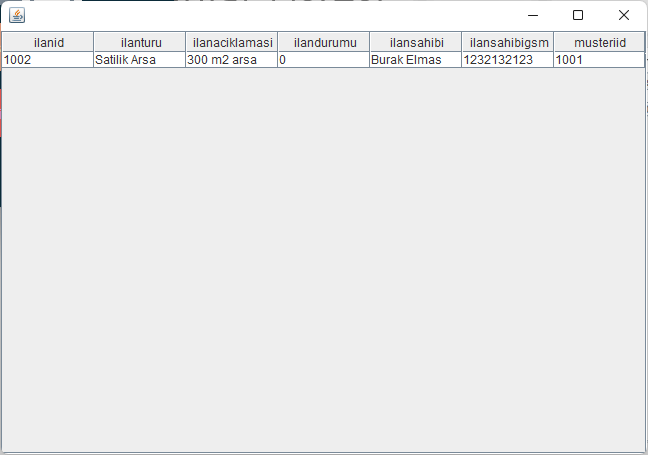 ilanid ilanturu ilanaciklamasi ilandurumu ilansahibi ilansahibigsm musteriid
1002 Satilik Arsa 300 m2 arsa 0 Burak Elmas 1232132123 1001